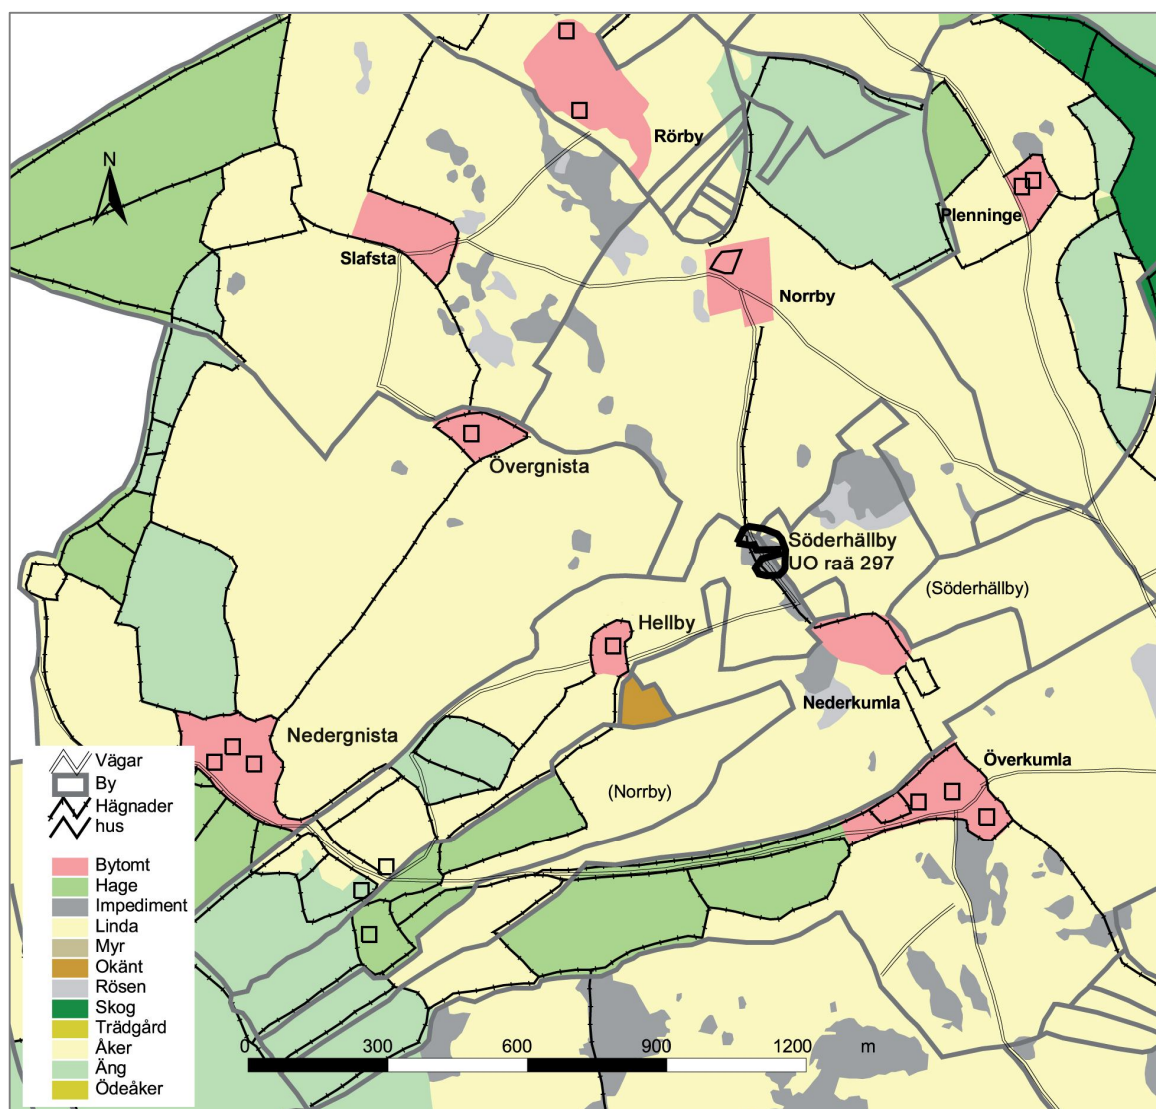 Rörby
N
Plenninge
Slafsta
Norrby
Övergnista
Söderhällby
UO raä 297
(Söderhällby)
Hellby
Nederkumla
Nedergnista
Överkumla
(Norrby)
Vägar
By
Hägnader
hus
Bytomt
Hage
Impediment
Linda
Myr
Okänt
Rösen
Skog
Trädgård
Åker
Äng
Ödeåker
0 300 600 900 1200 m